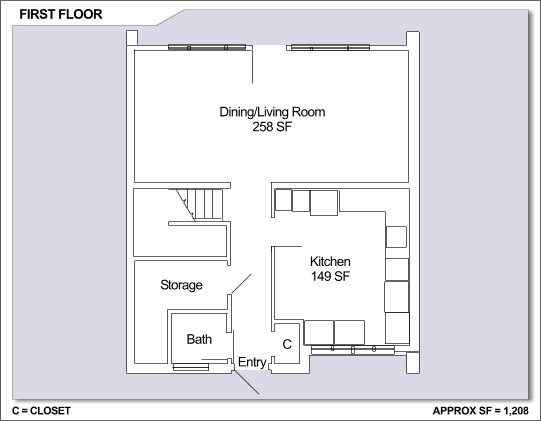 FIRST FLOOR
Dining/Living Room
258 SF
Kitchen
149 SF
Storage
Bath
C
Entry
C = CLOSET
APPROX SF = 1,208